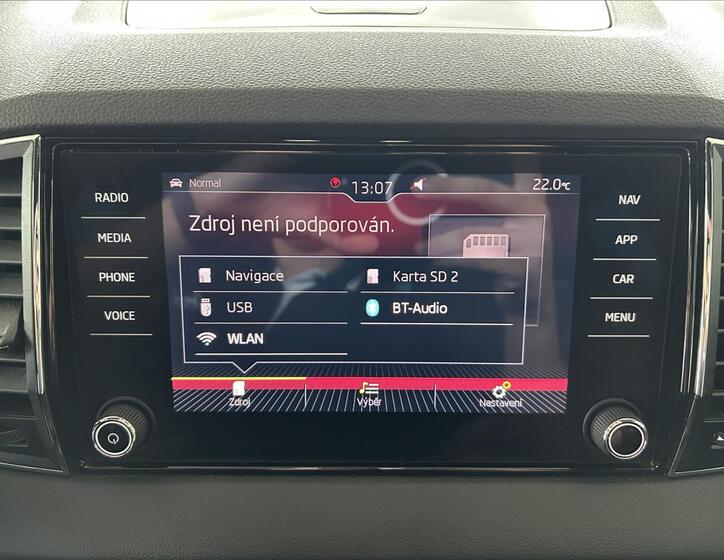 Normal 13:07 22.0°C
Zdroj není podporován.
RADIO
MEDIA
PHONE
VOICE
Navigace
Karta SD 2
USB
BT-Audio
WLAN
Zdroj
Výběr
Nastavení
NAV
APP
CAR
MENU